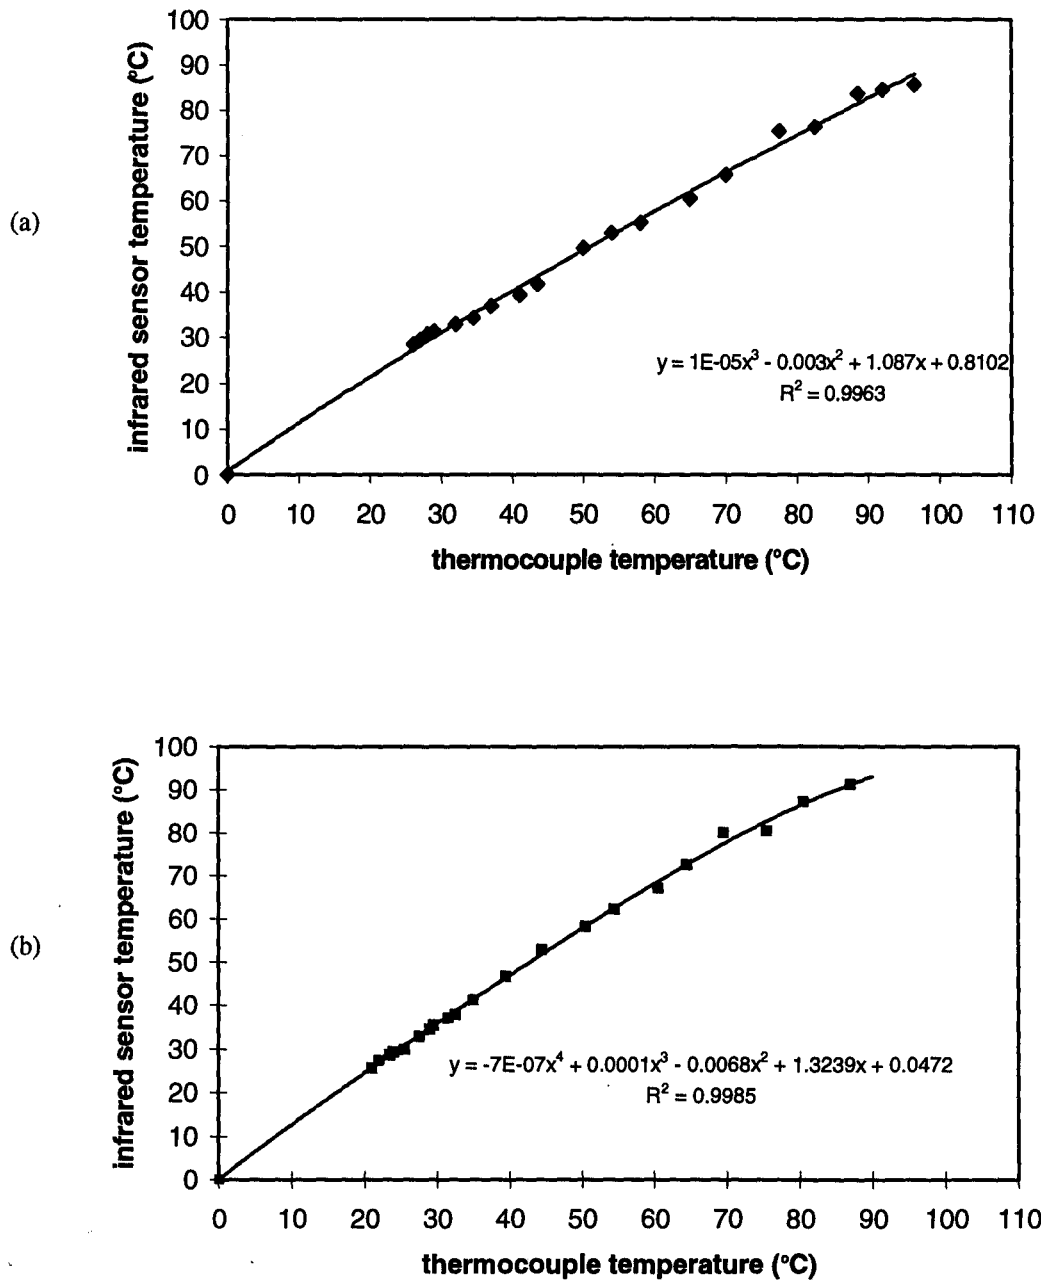 (a)
infrared sensor temperature (°C)
100
90
80
70
60
50
40
30
20
10
0
y = 1E-05x³ - 0.003x² + 1.087x + 0.8102
R² = 0.9963
0 10 20 30 40 50 60 70 80 90 100 110
thermocouple temperature (°C)
(b)
infrared sensor temperature (°C)
100
90
80
70
60
50
40
30
20
10
0
y = -7E-07x⁴ + 0.0001x³ - 0.0068x² + 1.3239x + 0.0472
R² = 0.9985
0 10 20 30 40 50 60 70 80 90 100 110
thermocouple temperature (°C)